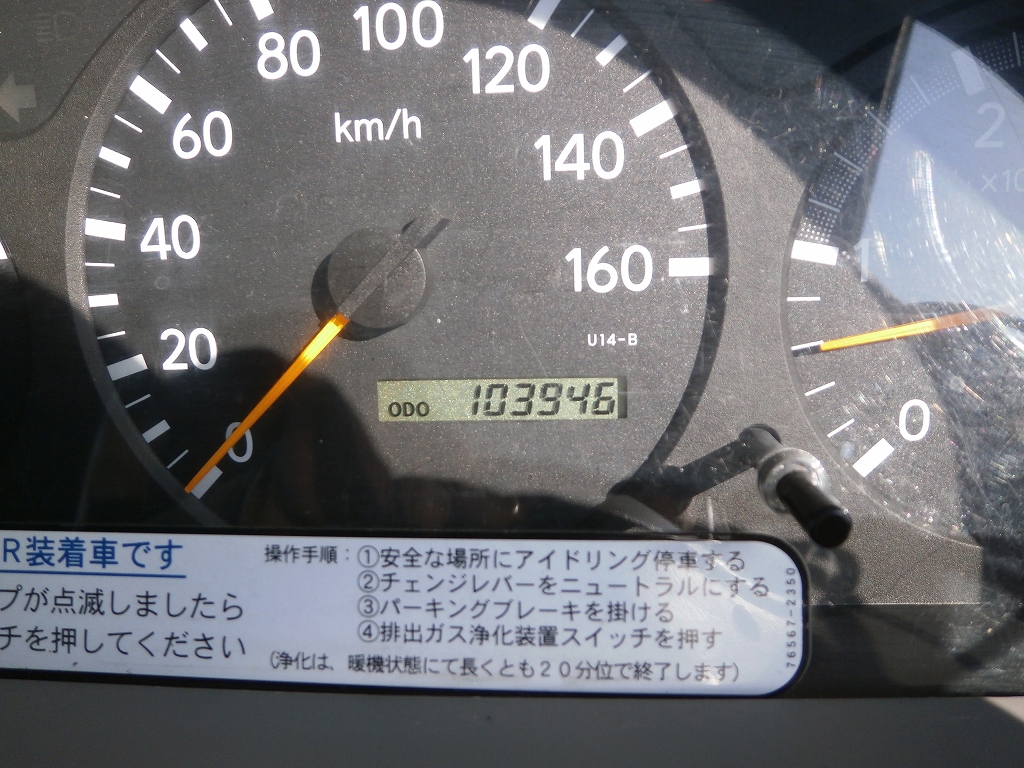 100
80
120
km/h
60
140
2
×10
40
160
1
20
U14-B
ODO 103946
0
0
R装着車です
プが点滅しましたら
チを押してください
操作手順：①安全な場所にアイドリング停車する
②チェンジレバーをニュートラルにする
③パーキングブレーキを掛ける
④排出ガス浄化装置スイッチを押す
（浄化は、暖機状態にて長くとも20分位で終了します）
76567-2350